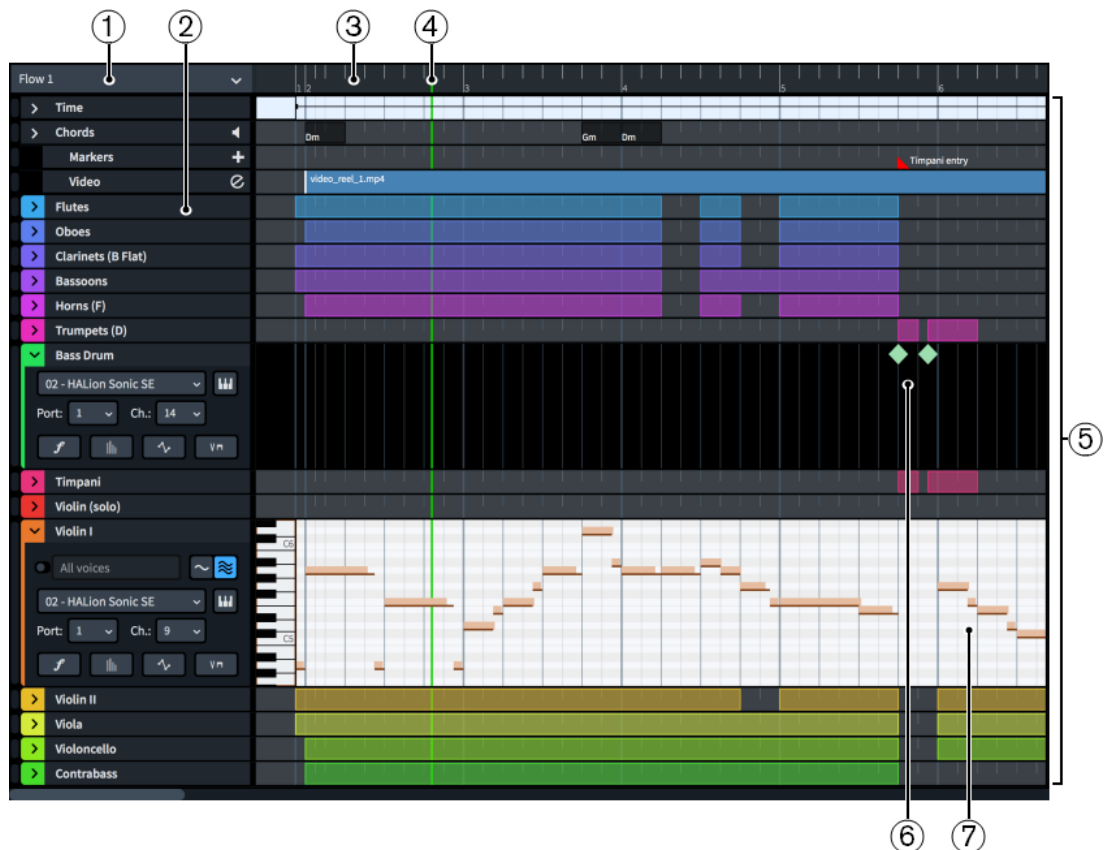 ① ② ③ ④
Flow 1
1 2 3 4 5 6
Time
Chords Dm Gm Dm
Markers Timpani entry
Video video_reel_1.mp4
Flutes
Oboes
Clarinets (B Flat)
Bassoons
Horns (F)
Trumpets (D)
Bass Drum
02 - HALion Sonic SE
Port: 1 Ch.: 14
⑤
Timpani
Violin (solo)
Violin I
C6
All voices
02 - HALion Sonic SE
Port: 1 Ch.: 9
C5
Violin II
Viola
Violoncello
Contrabass
⑥ ⑦